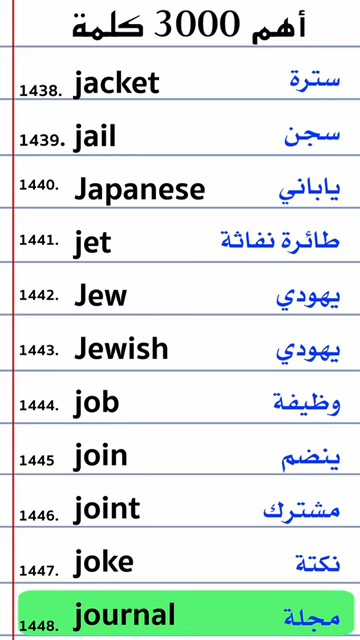 أهم 3000 كلمة
1438. jacket سترة
1439. jail سجن
1440. Japanese ياباني
1441. jet طائرة نفاثة
1442. Jew يهودي
1443. Jewish يهودي
1444. job وظيفة
1445 join ينضم
1446. joint مشترك
1447. joke نكتة
1448. journal مجلة